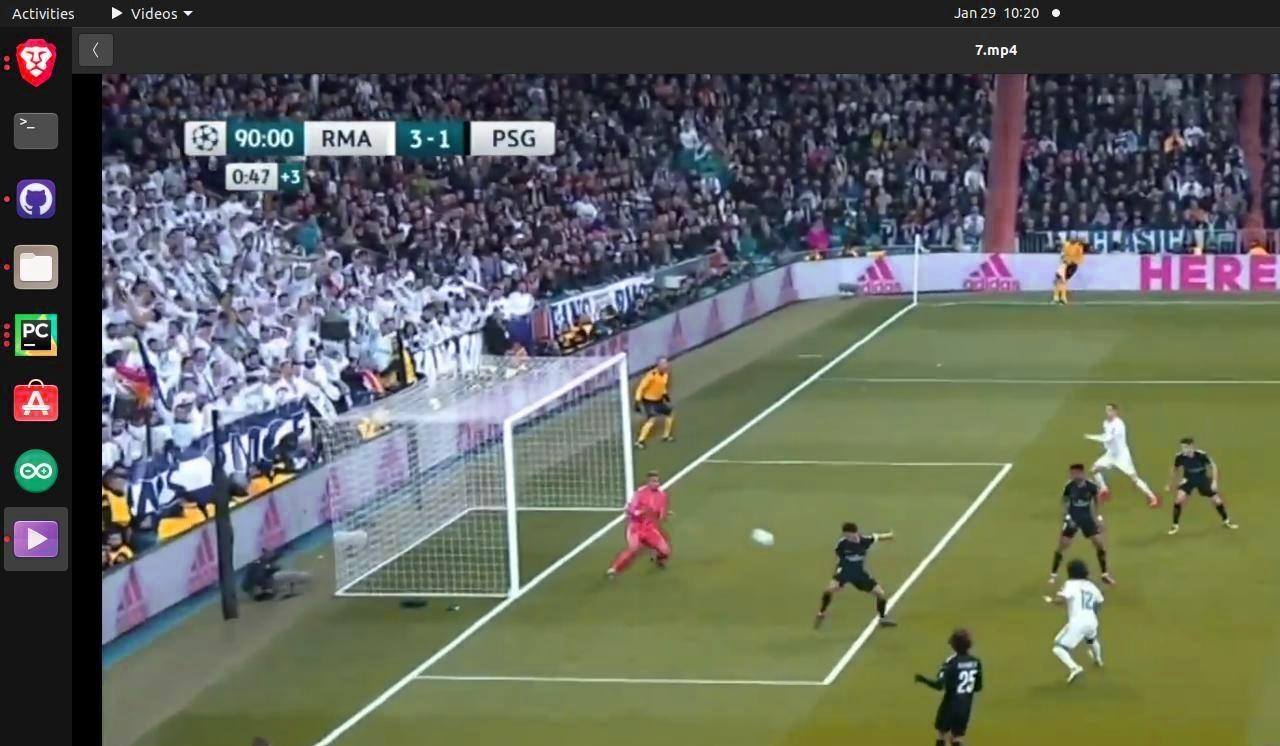 Activities
Videos
Jan 29 10:20
7.mp4
>_
90:00 RMA 3 - 1 PSG
0:47 +3
PC
adidas
adidas
HERE
12
25